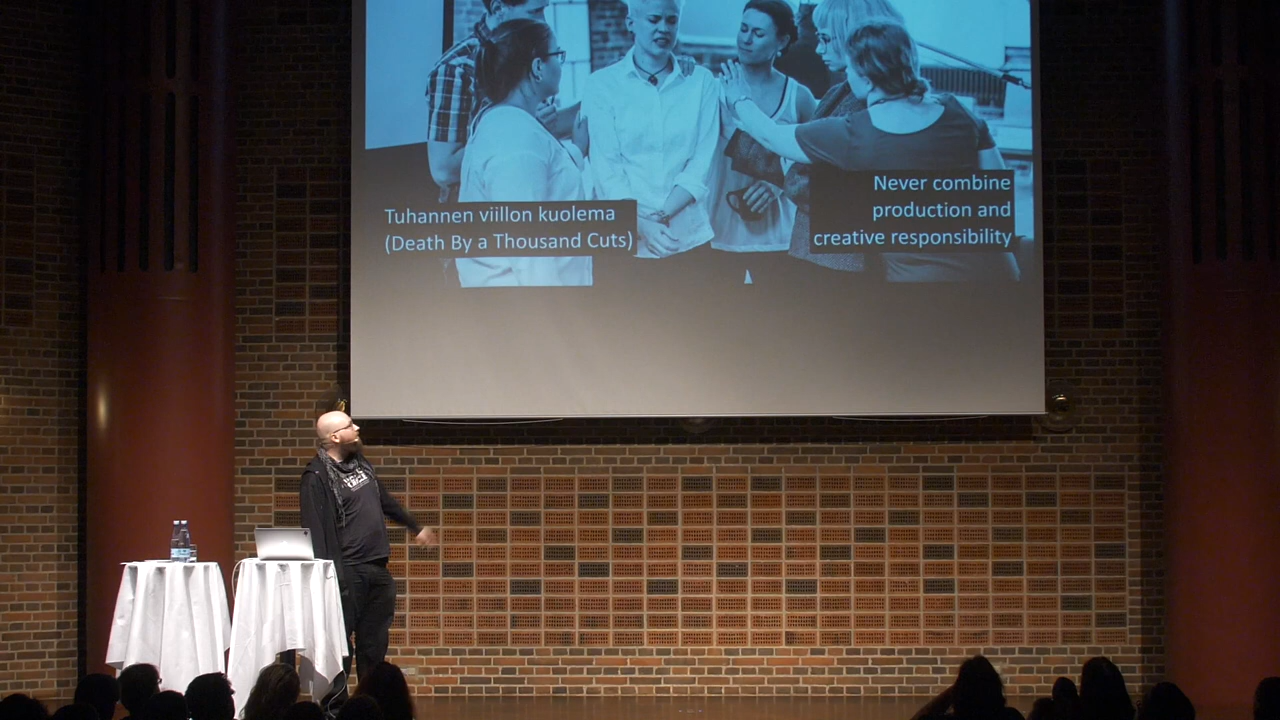 Tuhannen viillon kuolema
(Death By a Thousand Cuts)
Never combine
production and
creative responsibility